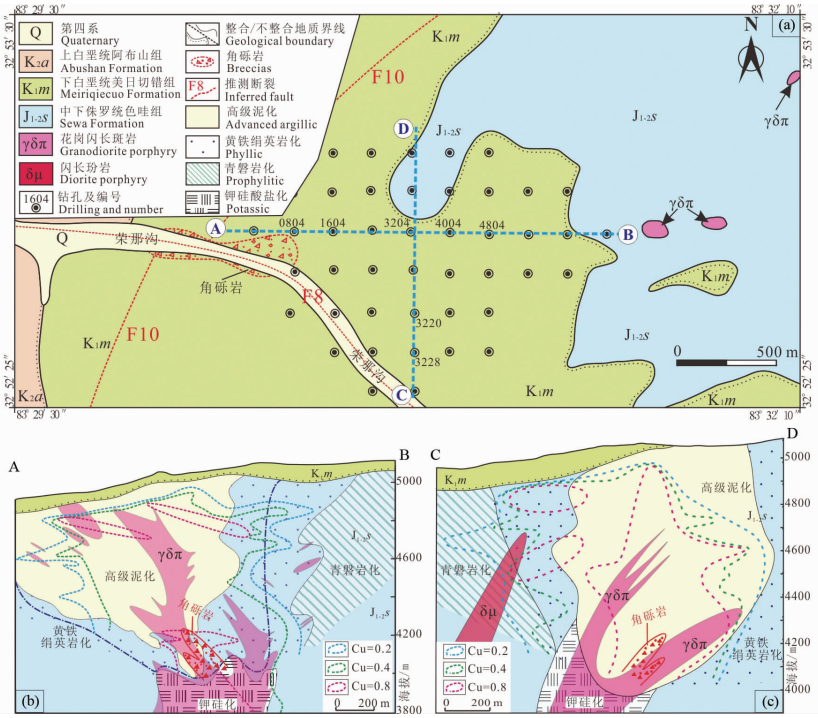 83 29′ 30″
83 32′ 10″
32 53′ 30″
32 53′ 30″
(a)
N
Q
第四系
Quaternary
整合/不整合地质界线
Geological boundary
K₂a
上白垩统阿布山组
Abushan Formation
角砾岩
Breccias
K₁m
下白垩统美日切错组
Meiriqiecuo Formation
F8
推测断裂
Inferred fault
J₁₋₂s
中下侏罗统色哇组
Sewa Formation
高级泥化
Advanced argillic
γδπ
花岗闪长斑岩
Granodiorite porphyry
黄铁绢英岩化
Phyllic
δμ
闪长玢岩
Diorite porphyry
青磐岩化
Prophylitic
1604
钻孔及编号
Drilling and number
钾硅酸盐化
Potassic
K₁m
F10
D
J₁₋₂s
γδπ
A
0804
1604
3204
4004
4804
B
γδπ
Q
荣那沟
角砾岩
F8
K₁m
F10
K₁m
3220
J₁₋₂s
3228
荣那沟
0
500 m
K₂a
C
K₁m
K₁m
32 52′ 25″
32 52′ 25″
83 29′ 30″
83 32′ 10″
A
B
K₁m
5000
γδπ
J₁₋₂s
高级泥化
4600
青磐岩化
角砾岩
J₁₋₂s
黄铁
绢英岩化
4200
Cu=0.2
Cu=0.4
Cu=0.8
海拔/m
0
200 m
钾硅化
3800
(b)
C
D
K₁m
5000
高级泥化
4800
J₁₋₂s
4600
青磐岩化
γδπ
4400
δμ
角砾岩
γδπ
黄铁
绢英岩化
4200
Cu=0.2
Cu=0.4
Cu=0.8
海拔/m
4000
0
200 m
钾硅化
(c)